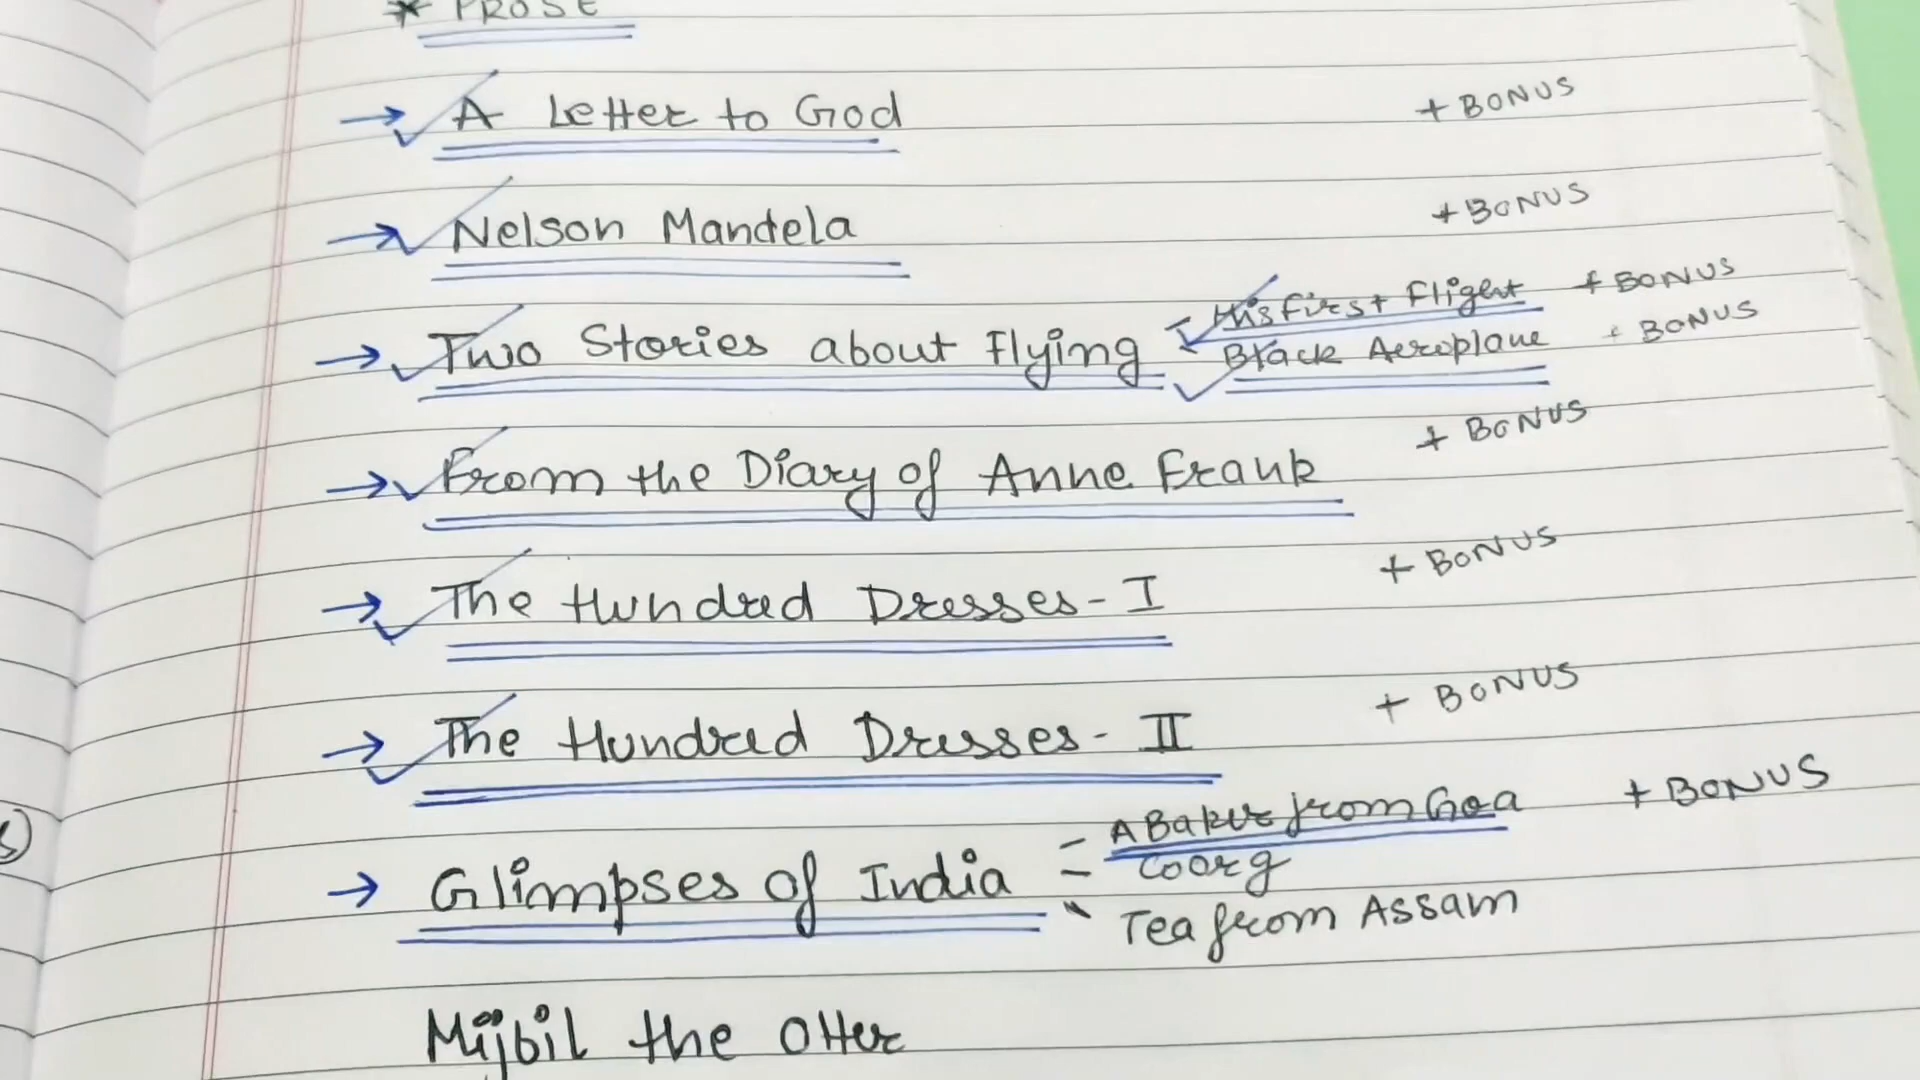 * PROSE
→ A Letter to God + BONUS
→ Nelson Mandela + BONUS
His First Flight + BONUS
→ Two Stories about Flying - Black Aeroplane + BONUS
→ From the Diary of Anne Frank + BONUS
→ The Hundred Dresses - I + BONUS
→ The Hundred Dresses - II + BONUS
- A Baker from Goa + BONUS
→ Glimpses of India - Coorg
Tea from Assam
Mijbil the Otter